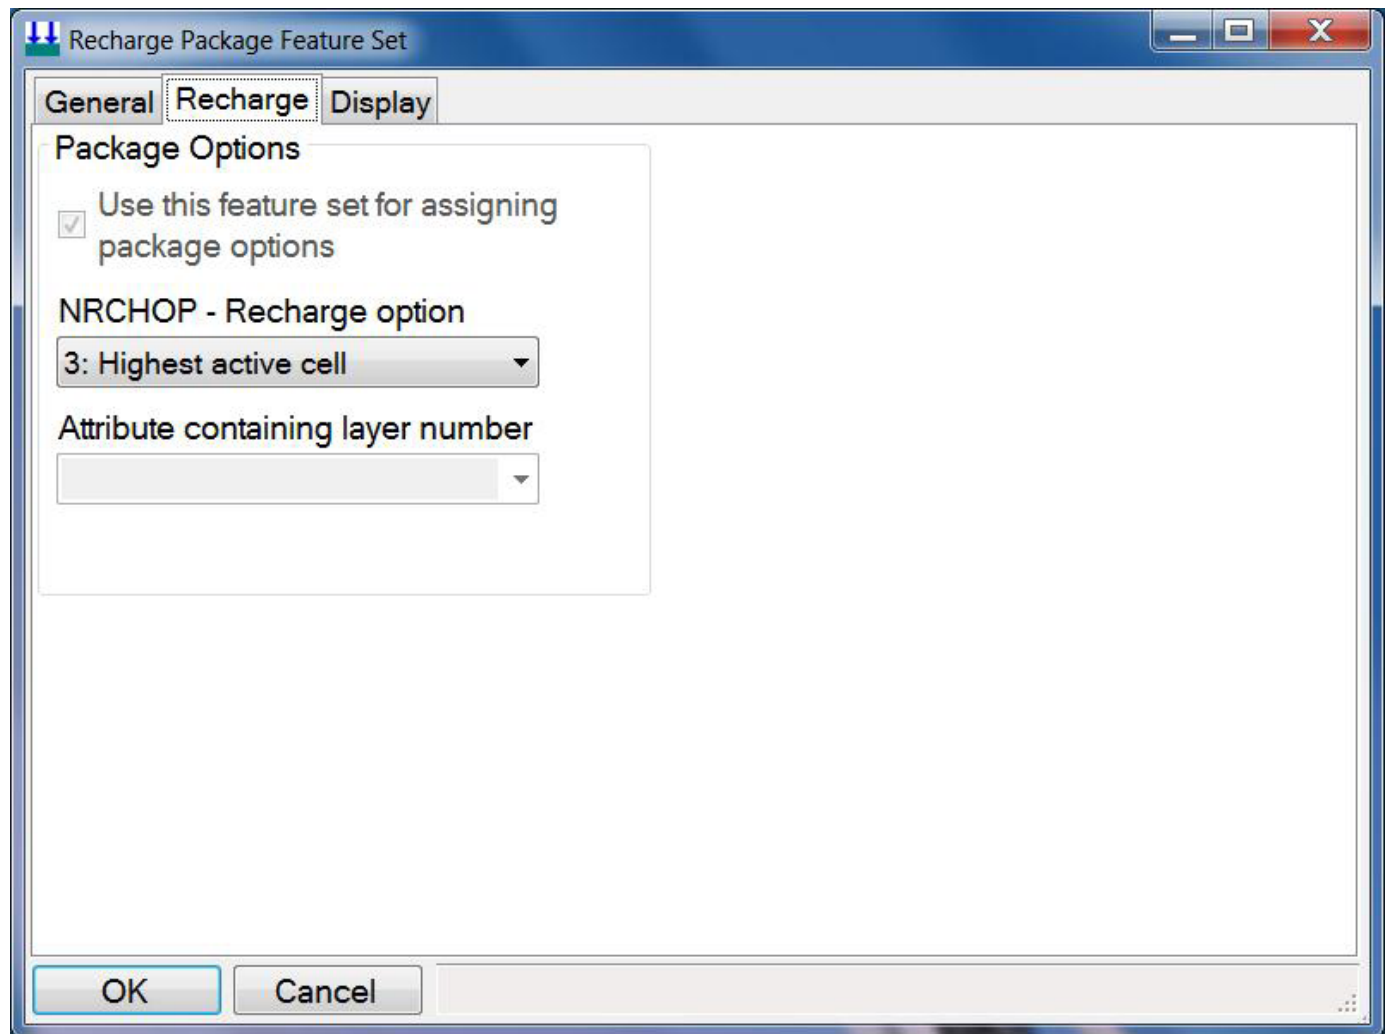 Recharge Package Feature Set
General Recharge Display
Package Options
Use this feature set for assigning
package options
NRCHOP - Recharge option
3: Highest active cell
Attribute containing layer number
OK Cancel